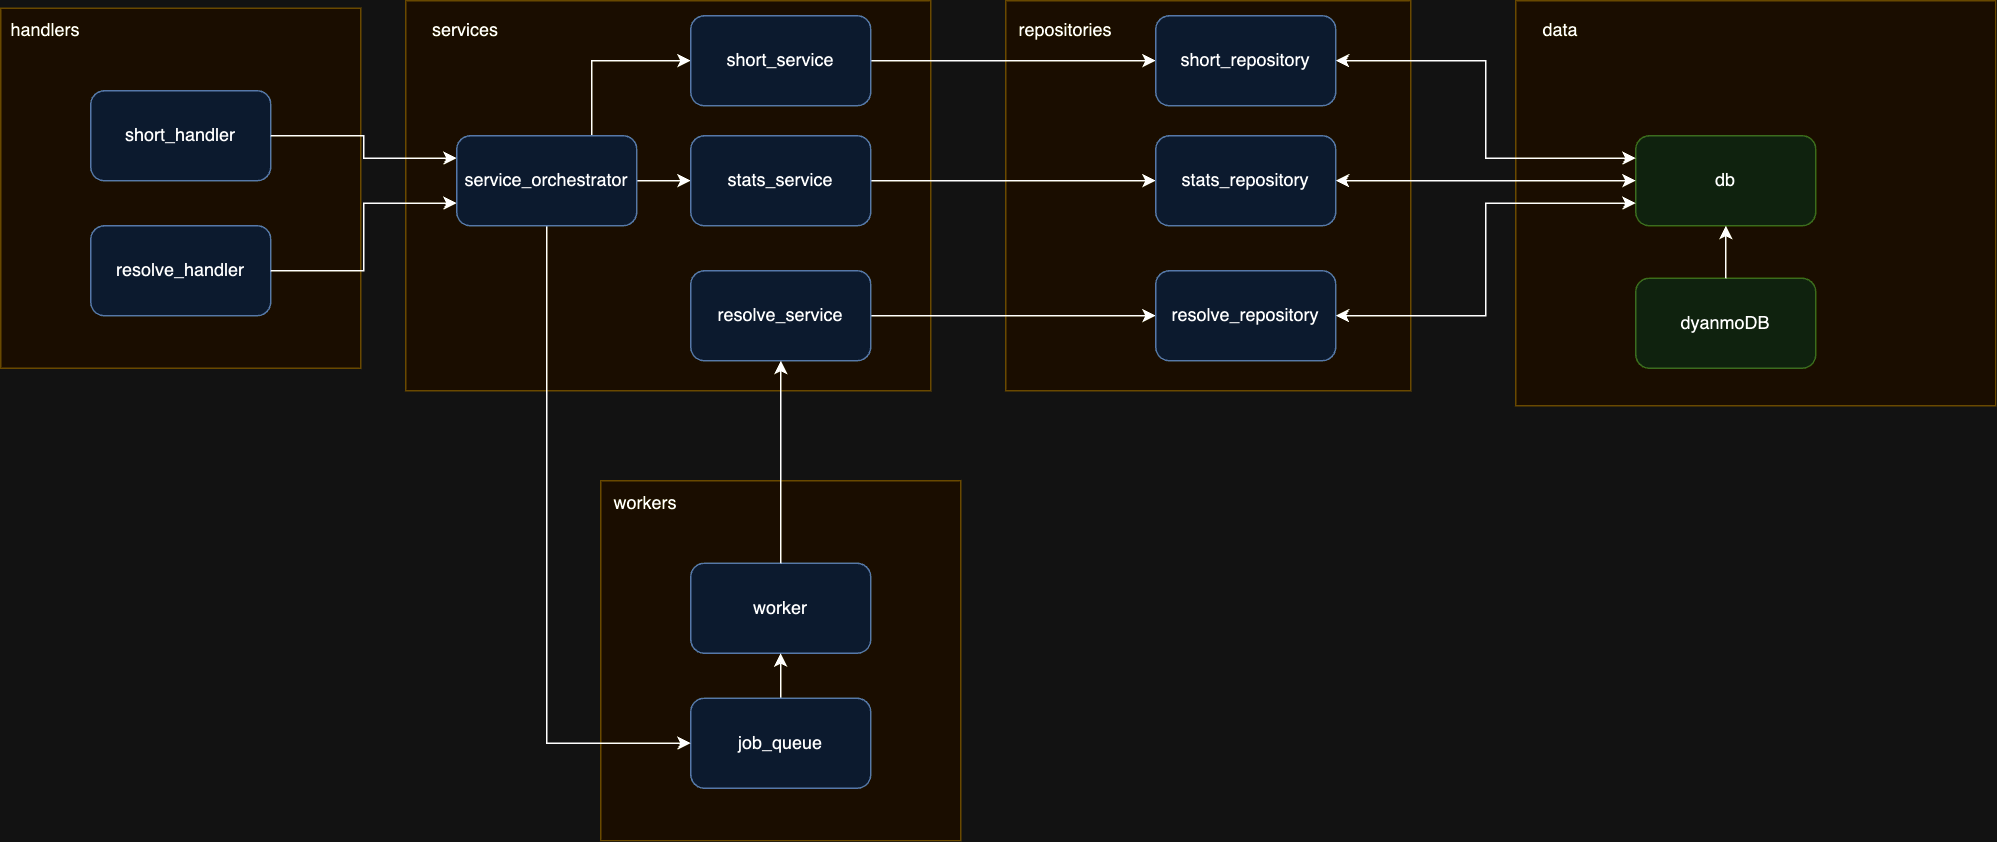 handlers
short_handler
resolve_handler
services
service_orchestrator
short_service
stats_service
resolve_service
repositories
short_repository
stats_repository
resolve_repository
data
db
dyanmoDB
workers
worker
job_queue